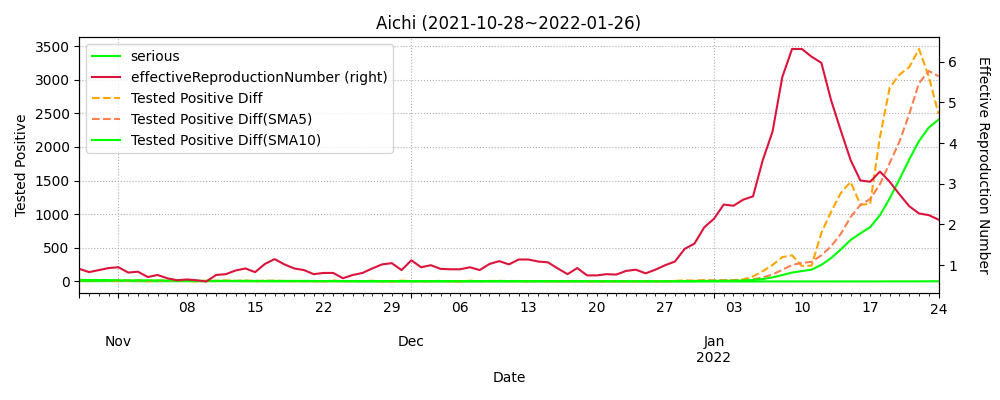 Aichi (2021-10-28~2022-01-26)
serious
effectiveReproductionNumber (right)
Tested Positive Diff
Tested Positive Diff(SMA5)
Tested Positive Diff(SMA10)
Tested Positive
3500
3000
2500
2000
1500
1000
500
0
6
5
4
3
2
1
Effective Reproduction Number
08 15 22 29 06 13 20 27 03 10 17 24
Nov Dec Jan
2022
Date